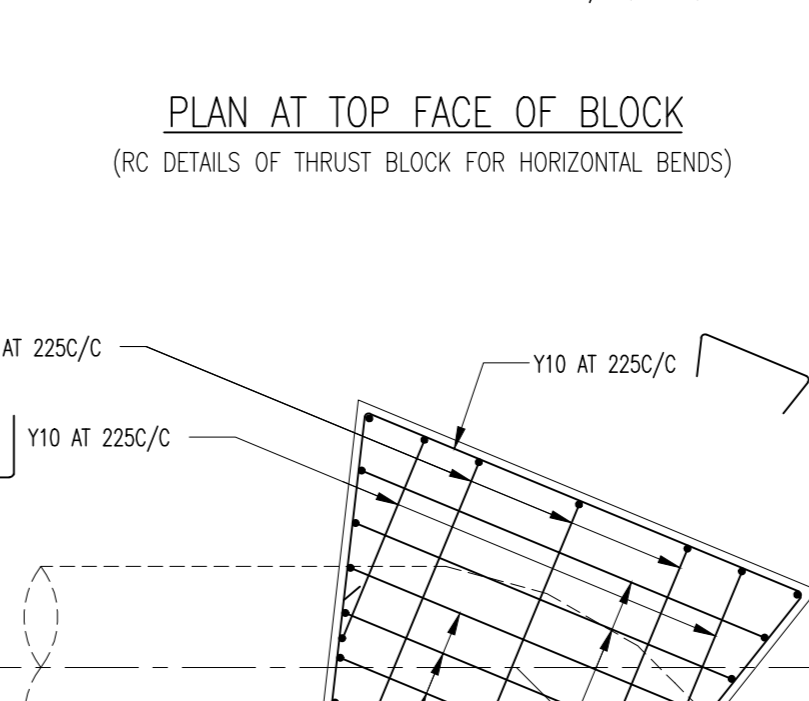 PLAN AT TOP FACE OF BLOCK
(RC DETAILS OF THRUST BLOCK FOR HORIZONTAL BENDS)
AT 225C/C
Y10 AT 225C/C
Y10 AT 225C/C